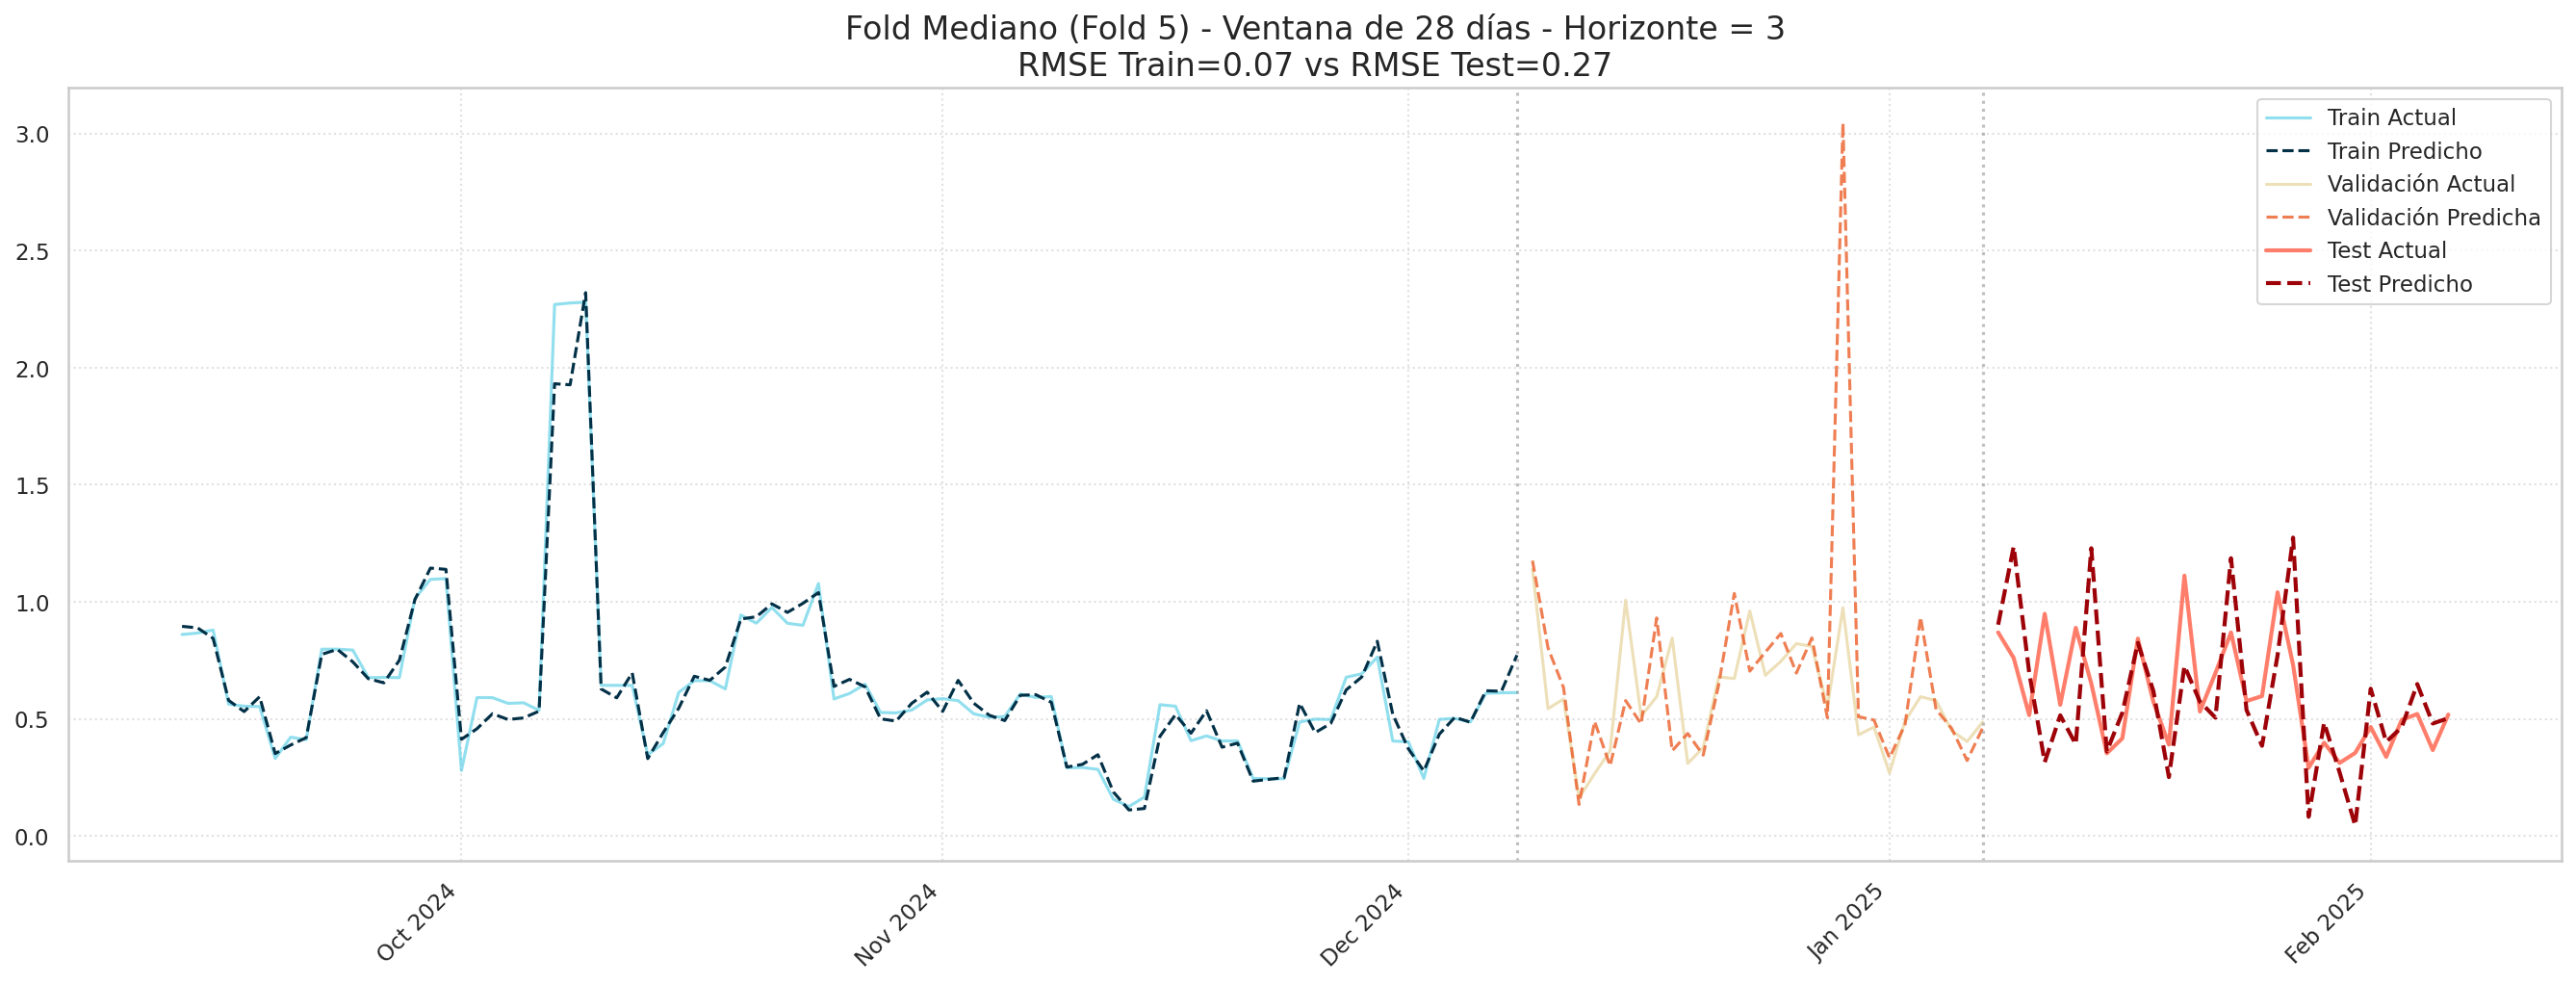 Fold Mediano (Fold 5) - Ventana de 28 días - Horizonte = 3
RMSE Train=0.07 vs RMSE Test=0.27
3.0
2.5
2.0
1.5
1.0
0.5
0.0
Train Actual
Train Predicho
Validación Actual
Validación Predicha
Test Actual
Test Predicho
Oct 2024
Nov 2024
Dec 2024
Jan 2025
Feb 2025